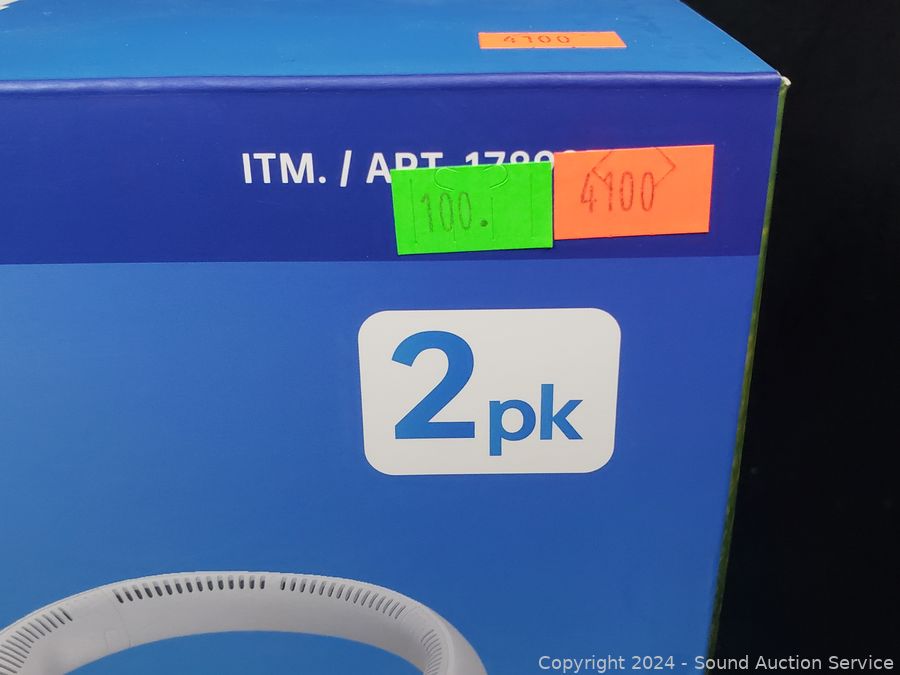 4100
ITM. / ART.
100. 4100
2pk
Copyright 2024 - Sound Auction Service